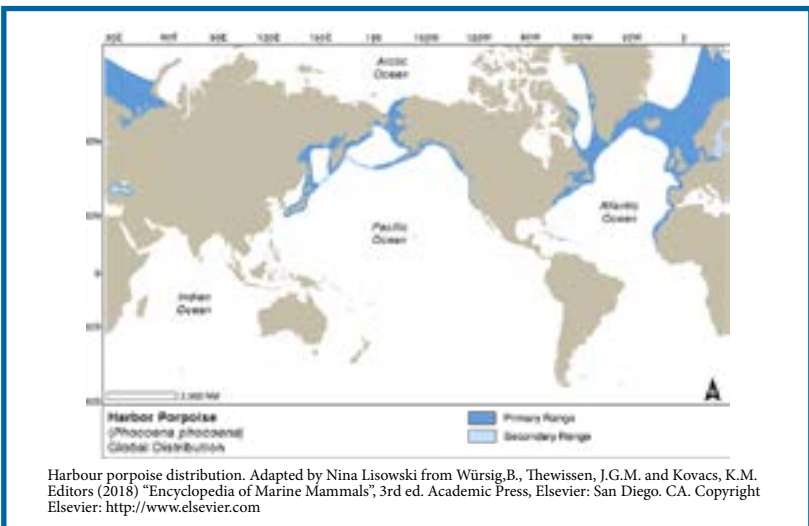 Arctic
Ocean
Atlantic
Ocean
Pacific
Ocean
Indian
Ocean
Harbor Porpoise
(Phocoena phocoena)
Global Distribution
Primary Range
Secondary Range
Harbour porpoise distribution. Adapted by Nina Lisowski from Würsig,B., Thewissen, J.G.M. and Kovacs, K.M.
Editors (2018) “Encyclopedia of Marine Mammals”, 3rd ed. Academic Press, Elsevier: San Diego. CA. Copyright
Elsevier: http://www.elsevier.com